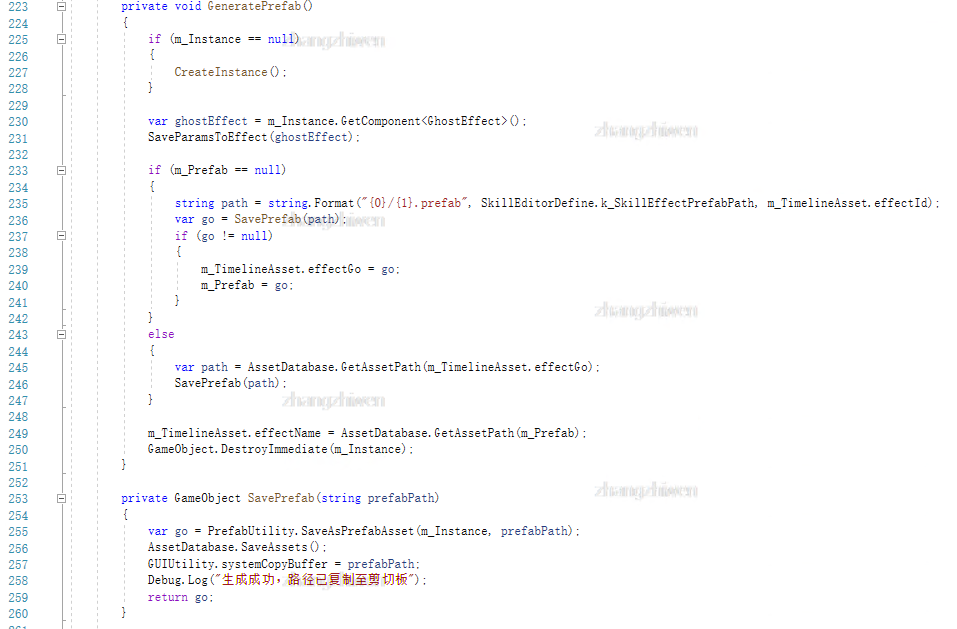 223 private void GeneratePrefab()
224 {
225 if (m_Instance == null)
226 {
227 CreateInstance();
228 }
229
230 var ghostEffect = m_Instance.GetComponent<GhostEffect>();
231 SaveParamsToEffect(ghostEffect);
232
233 if (m_Prefab == null)
234 {
235 string path = string.Format("{0}/{1}.prefab", SkillEditorDefine.k_SkillEffectPrefabPath, m_TimelineAsset.effectId);
236 var go = SavePrefab(path);
237 if (go != null)
238 {
239 m_TimelineAsset.effectGo = go;
240 m_Prefab = go;
241 }
242 }
243 else
244 {
245 var path = AssetDatabase.GetAssetPath(m_TimelineAsset.effectGo);
246 SavePrefab(path);
247 }
248
249 m_TimelineAsset.effectName = AssetDatabase.GetAssetPath(m_Prefab);
250 GameObject.DestroyImmediate(m_Instance);
251 }
252
253 private GameObject SavePrefab(string prefabPath)
254 {
255 var go = PrefabUtility.SaveAsPrefabAsset(m_Instance, prefabPath);
256 AssetDatabase.SaveAssets();
257 GUIUtility.systemCopyBuffer = prefabPath;
258 Debug.Log("生成成功，路径已复制至剪切板");
259 return go;
260 }
zhangzhiwen
zhangzhiwen
zhangzhiwen
zhangzhiwen
zhangzhiwen
zhangzhiwen